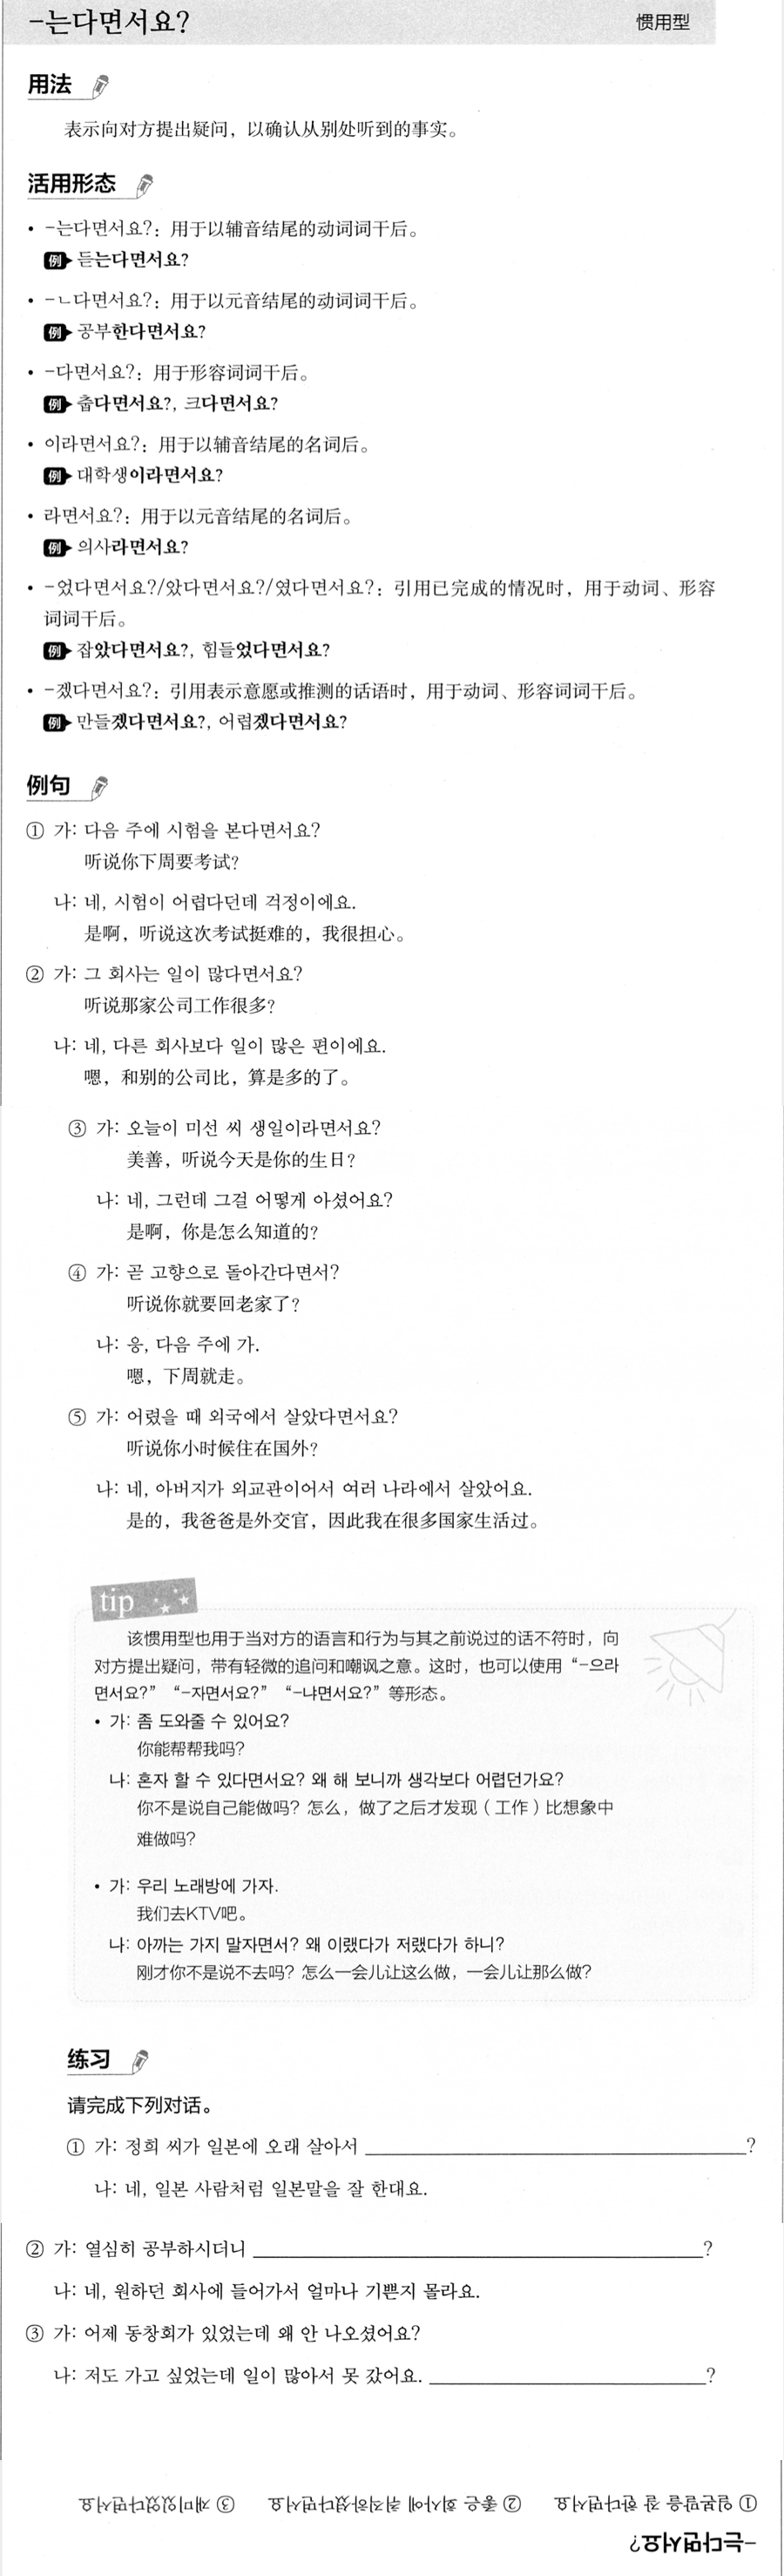 -는다면서요?
惯用型
用法
表示向对方提出疑问，以确认从别处听到的事实。
活用形态
• -는다면서요?：用于以辅音结尾的动词词干后。
例 듣는다면서요?
• -ㄴ다면서요?：用于以元音结尾的动词词干后。
例 공부한다면서요?
• -다면서요?：用于形容词词干后。
例 춥다면서요?, 크다면서요?
• 이라면서요?：用于以辅音结尾的名词后。
例 대학생이라면서요?
• 라면서요?：用于以元音结尾的名词后。
例 의사라면서요?
• -었다면서요?/았다면서요?/였다면서요?：引用已完成的情况时，用于动词、形容
词词干后。
例 잡았다면서요?, 힘들었다면서요?
• -겠다면서요?：引用表示意愿或推测的话语时，用于动词、形容词词干后。
例 만들겠다면서요?, 어렵겠다면서요?
例句
① 가: 다음 주에 시험을 본다면서요?
听说你下周要考试?
나: 네, 시험이 어렵다던데 걱정이에요.
是啊，听说这次考试挺难的，我很担心。
② 가: 그 회사는 일이 많다면서요?
听说那家公司工作很多?
나: 네, 다른 회사보다 일이 많은 편이에요.
嗯，和别的公司比，算是多的了。
③ 가: 오늘이 미선 씨 생일이라면서요?
美善，听说今天是你的生日?
나: 네, 그런데 그걸 어떻게 아셨어요?
是啊，你是怎么知道的?
④ 가: 곧 고향으로 돌아간다면서?
听说你就要回老家了?
나: 응, 다음 주에 가.
嗯，下周就走。
⑤ 가: 어렸을 때 외국에서 살았다면서요?
听说你小时候住在国外?
나: 네, 아버지가 외교관이어서 여러 나라에서 살았어요.
是的，我爸爸是外交官，因此我在很多国家生活过。
tip
该惯用型也用于当对方的语言和行为与其之前说过的话不符时，向
对方提出疑问，带有轻微的追问和嘲讽之意。这时，也可以使用“-으라
면서요?”“-자면서요?”“-냐면서요?”等形态。
• 가: 좀 도와줄 수 있어요?
你能帮帮我吗?
나: 혼자 할 수 있다면서요? 왜 해 보니까 생각보다 어렵던가요?
你不是说自己能做吗? 怎么，做了之后才发现（工作）比想象中
难做吗?
• 가: 우리 노래방에 가자.
我们去KTV吧。
나: 아까는 가지 말자면서? 왜 이랬다가 저랬다가 하니?
刚才你不是说不去吗? 怎么一会儿让这么做，一会儿让那么做?
练习
请完成下列对话。
① 가: 정희 씨가 일본에 오래 살아서 ____________________?
나: 네, 일본 사람처럼 일본말을 잘 한대요.
② 가: 열심히 공부하시더니 ____________________?
나: 네, 원하던 회사에 들어가서 얼마나 기쁜지 몰라요.
③ 가: 어제 동창회가 있었는데 왜 안 나오셨어요?
나: 저도 가고 싶었는데 일이 많아서 못 갔어요. ____________________?
-는다면서요?
① 일본말을 잘 한다면서요 ② 좋은 회사에 취직하셨다면서요 ③ 재미있었다면서요